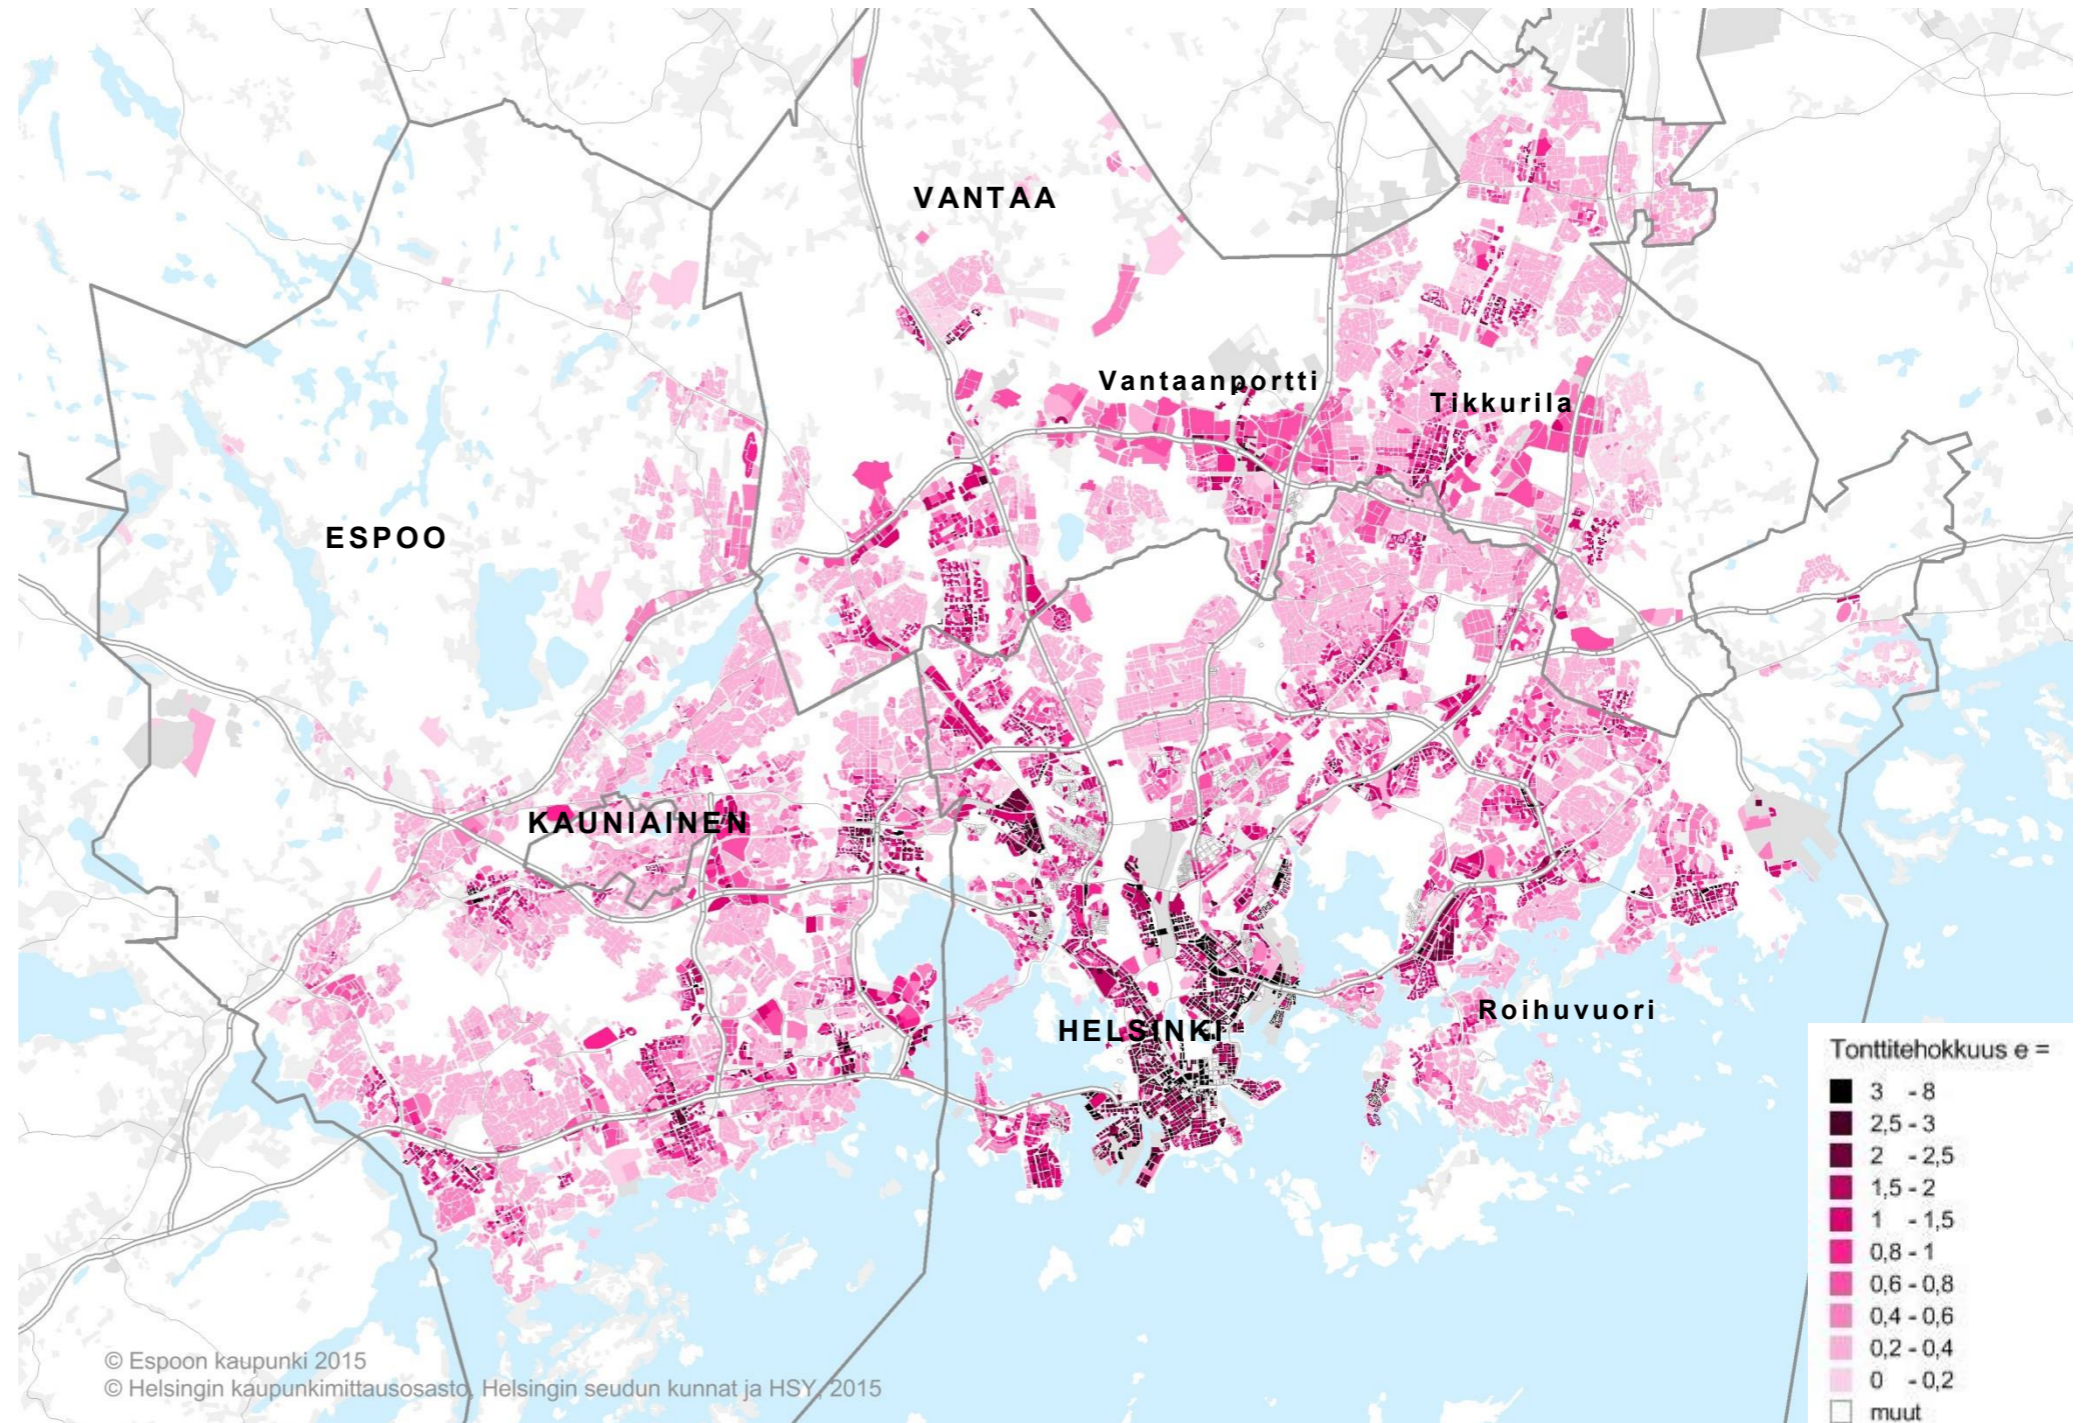 VANTAA
Vantaanportti
Tikkurila
ESPOO
KAUNIAINEN
Roihuvuori
HELSINKI
Tonttitehokkuus e =
3 - 8
2,5 - 3
2 - 2,5
1,5 - 2
1 - 1,5
0,8 - 1
0,6 - 0,8
0,4 - 0,6
0,2 - 0,4
0 - 0,2
muut
© Espoon kaupunki 2015
© Helsingin kaupunkimittausosasto, Helsingin seudun kunnat ja HSY, 2015